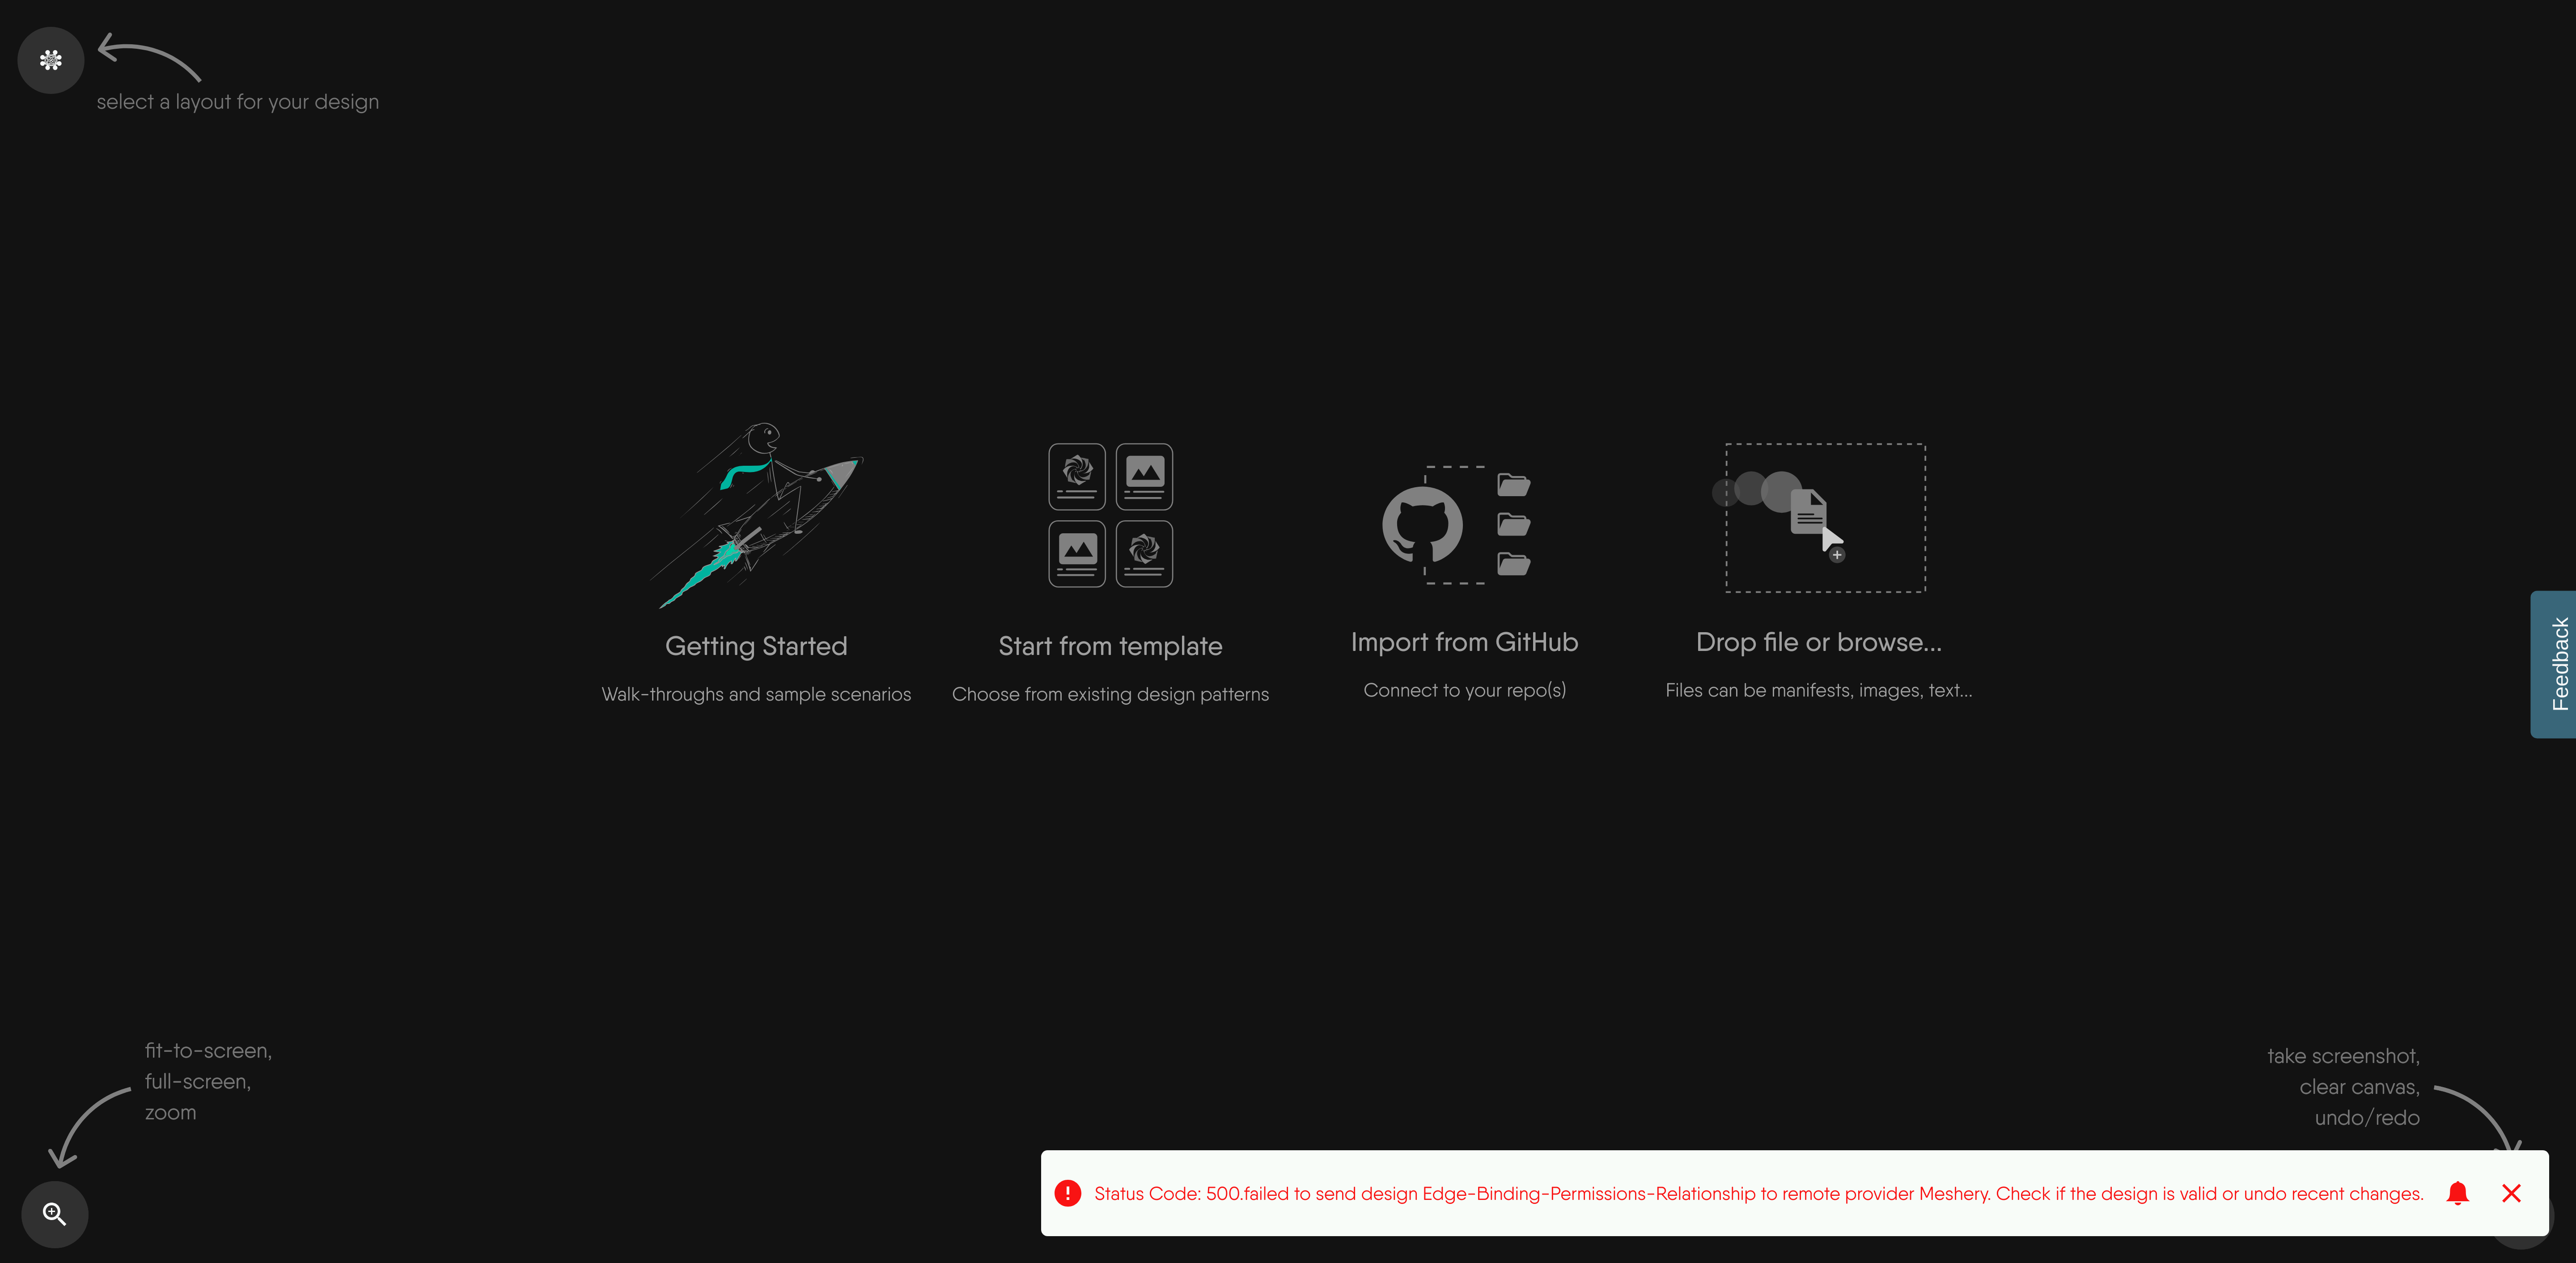 select a layout for your design
Getting Started
Walk-throughs and sample scenarios
Start from template
Choose from existing design patterns
Import from GitHub
Connect to your repo(s)
Drop file or browse...
Files can be manifests, images, text...
Feedback
fit-to-screen,
full-screen,
zoom
take screenshot,
clear canvas,
undo/redo
Status Code: 500.failed to send design Edge-Binding-Permissions-Relationship to remote provider Meshery. Check if the design is valid or undo recent changes.